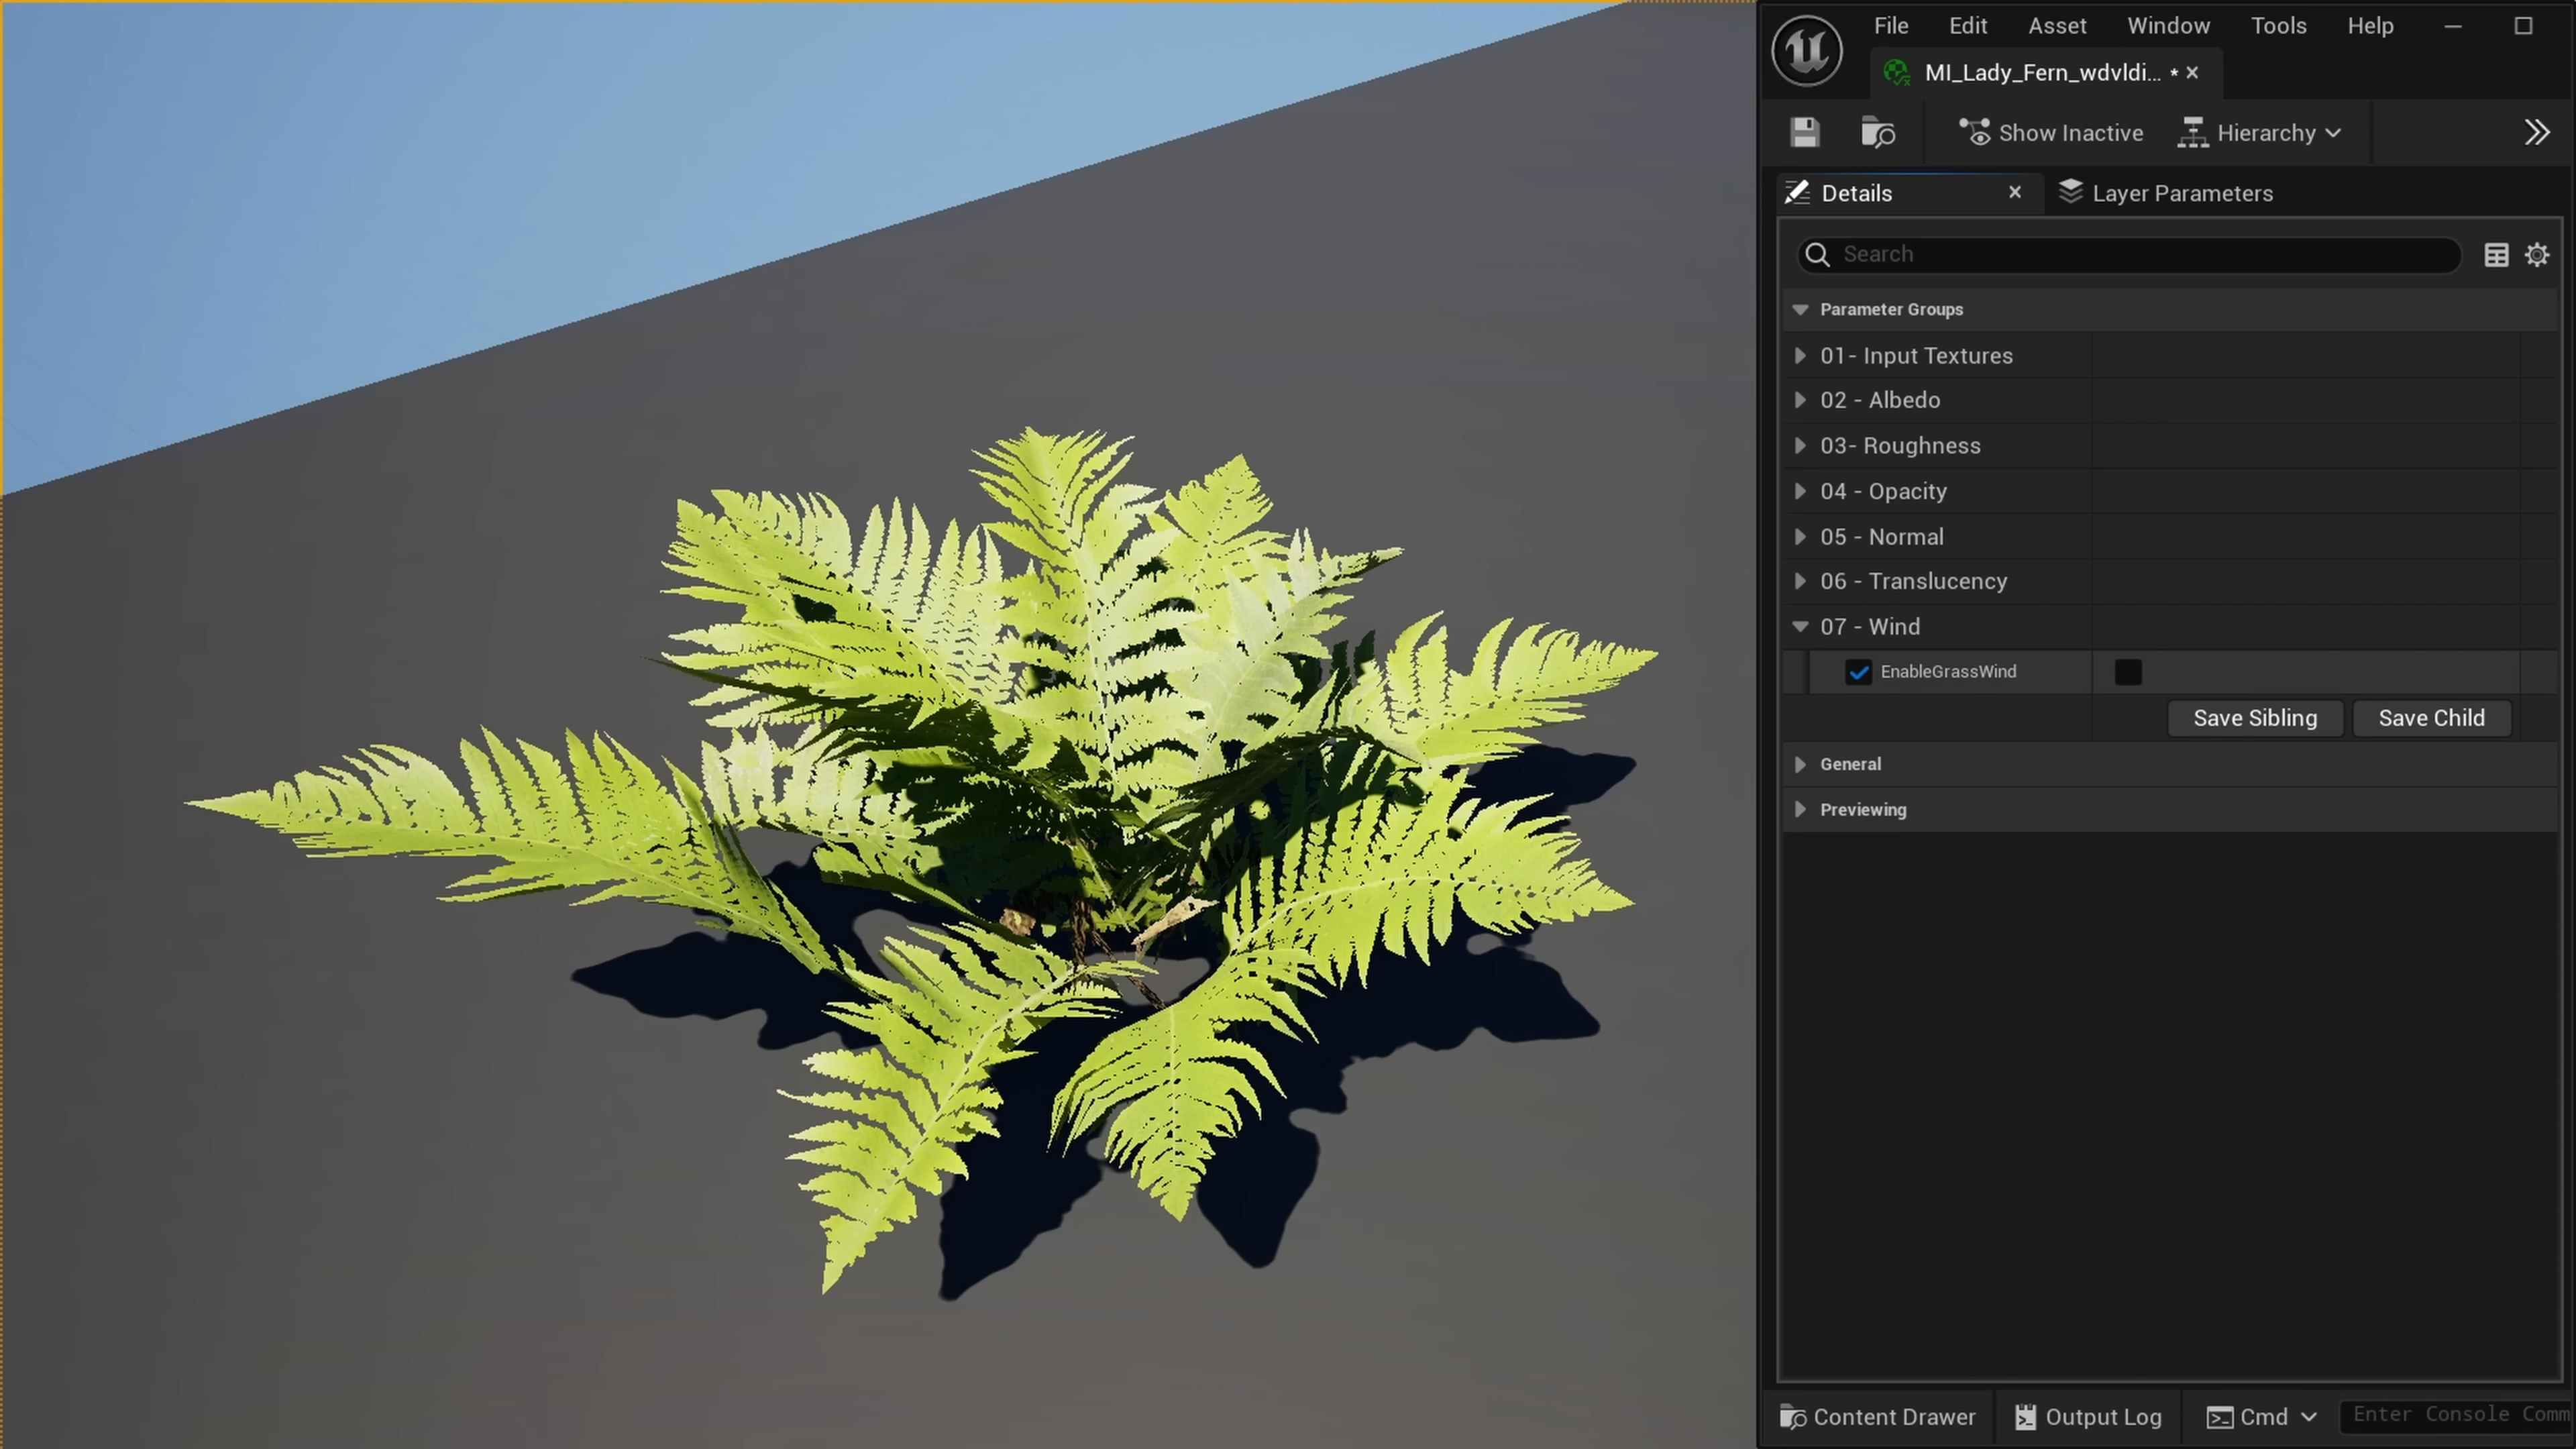 File Edit Asset Window Tools Help
MI_Lady_Fern_wdvldi... *
Show Inactive Hierarchy
Details Layer Parameters
Search
Parameter Groups
01- Input Textures
02 - Albedo
03- Roughness
04 - Opacity
05 - Normal
06 - Translucency
07 - Wind
EnableGrassWind
Save Sibling Save Child
General
Previewing
Content Drawer Output Log Cmd Enter Console Comm